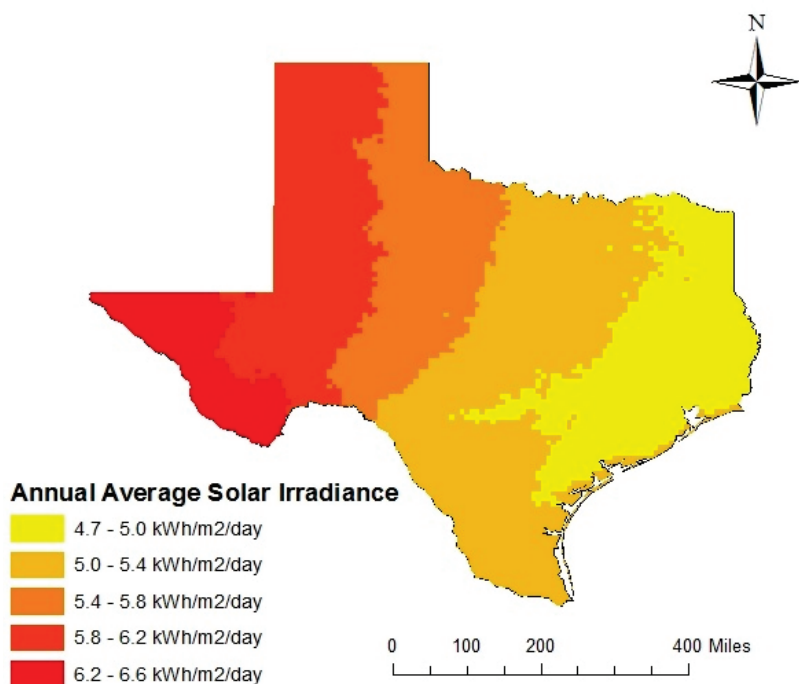 N
Annual Average Solar Irradiance
4.7 - 5.0 kWh/m2/day
5.0 - 5.4 kWh/m2/day
5.4 - 5.8 kWh/m2/day
5.8 - 6.2 kWh/m2/day
6.2 - 6.6 kWh/m2/day
0 100 200 400 Miles